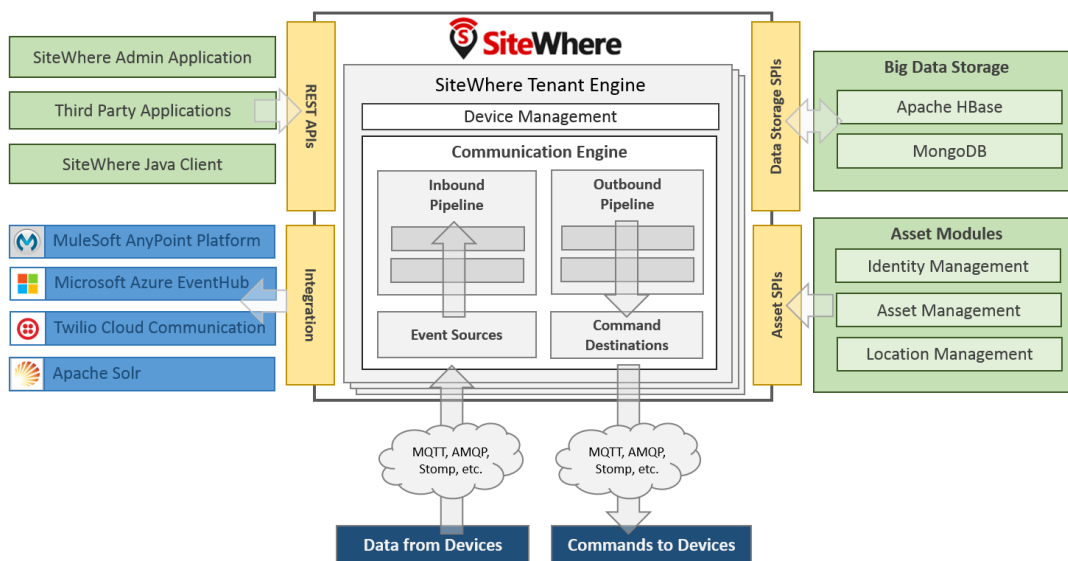 SiteWhere
SiteWhere Admin Application
Third Party Applications
SiteWhere Java Client
REST APIs
MuleSoft AnyPoint Platform
Microsoft Azure EventHub
Twilio Cloud Communication
Apache Solr
Integration
SiteWhere Tenant Engine
Device Management
Communication Engine
Inbound
Pipeline
Outbound
Pipeline
Event Sources
Command
Destinations
Data Storage SPIs
Big Data Storage
Apache HBase
MongoDB
Asset SPIs
Asset Modules
Identity Management
Asset Management
Location Management
MQTT, AMQP,
Stomp, etc.
MQTT, AMQP,
Stomp, etc.
Data from Devices
Commands to Devices